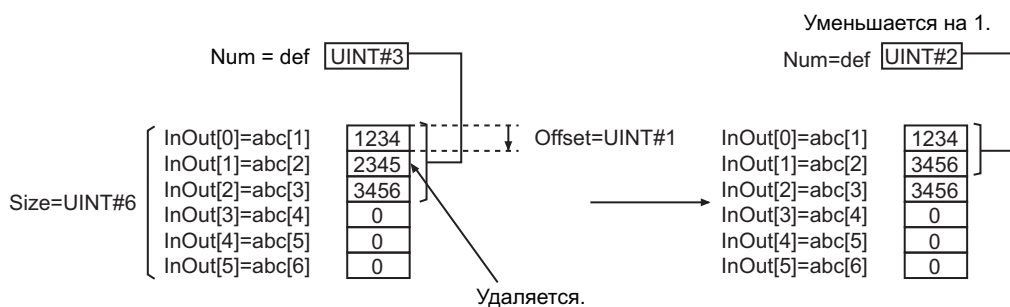 Уменьшается на 1.
Num = def UINT#3
Num=def UINT#2
InOut[0]=abc[1] 1234 Offset=UINT#1 InOut[0]=abc[1] 1234
InOut[1]=abc[2] 2345 InOut[1]=abc[2] 3456
Size=UINT#6 InOut[2]=abc[3] 3456 InOut[2]=abc[3] 3456
InOut[3]=abc[4] 0 InOut[3]=abc[4] 0
InOut[4]=abc[5] 0 InOut[4]=abc[5] 0
InOut[5]=abc[6] 0 InOut[5]=abc[6] 0
Удаляется.